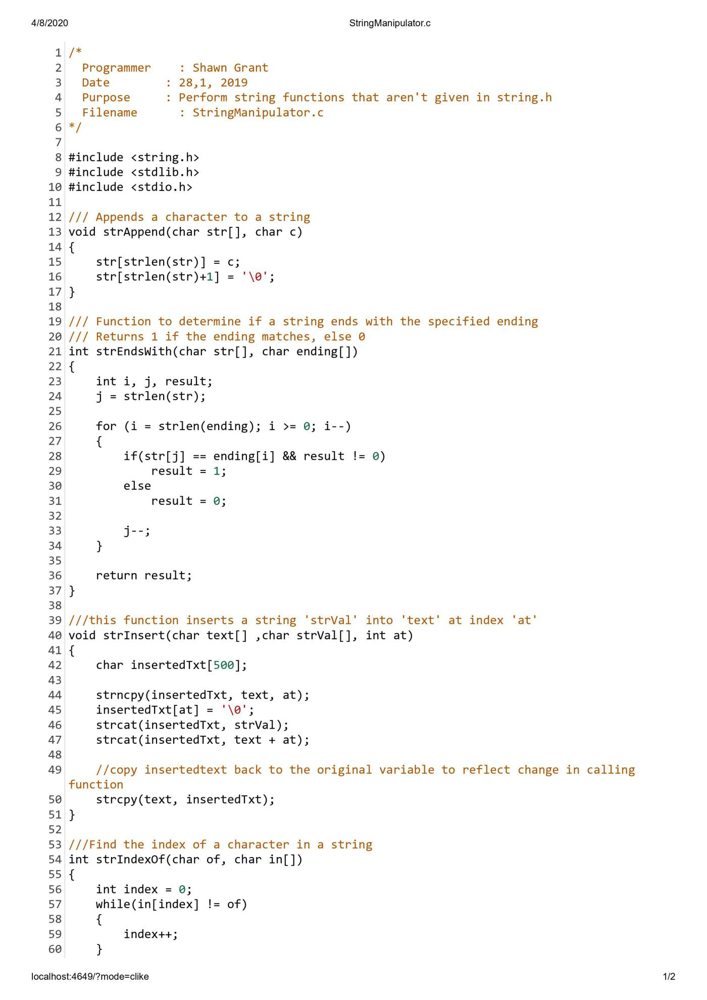 4/8/2020 StringManipulator.c
1 /*
2   Programmer    : Shawn Grant
3   Date        : 28,1, 2019
4   Purpose     : Perform string functions that aren't given in string.h
5   Filename      : StringManipulator.c
6 */
7
8 #include <string.h>
9 #include <stdlib.h>
10 #include <stdio.h>
11
12 /// Appends a character to a string
13 void strAppend(char str[], char c)
14 {
15     str[strlen(str)] = c;
16     str[strlen(str)+1] = '\0';
17 }
18
19 /// Function to determine if a string ends with the specified ending
20 /// Returns 1 if the ending matches, else 0
21 int strEndsWith(char str[], char ending[])
22 {
23     int i, j, result;
24     j = strlen(str);
25
26     for (i = strlen(ending); i >= 0; i--)
27     {
28         if(str[j] == ending[i] && result != 0)
29             result = 1;
30         else
31             result = 0;
32
33         j--;
34     }
35
36     return result;
37 }
38
39 ///this function inserts a string 'strVal' into 'text' at index 'at'
40 void strInsert(char text[] ,char strVal[], int at)
41 {
42     char insertedTxt[500];
43
44     strncpy(insertedTxt, text, at);
45     insertedTxt[at] = '\0';
46     strcat(insertedTxt, strVal);
47     strcat(insertedTxt, text + at);
48
49     //copy insertedtext back to the original variable to reflect change in calling
function
50     strcpy(text, insertedTxt);
51 }
52
53 ///Find the index of a character in a string
54 int strIndexOf(char of, char in[])
55 {
56     int index = 0;
57     while(in[index] != of)
58     {
59         index++;
60     }
localhost:4649/?mode=clike 1/2